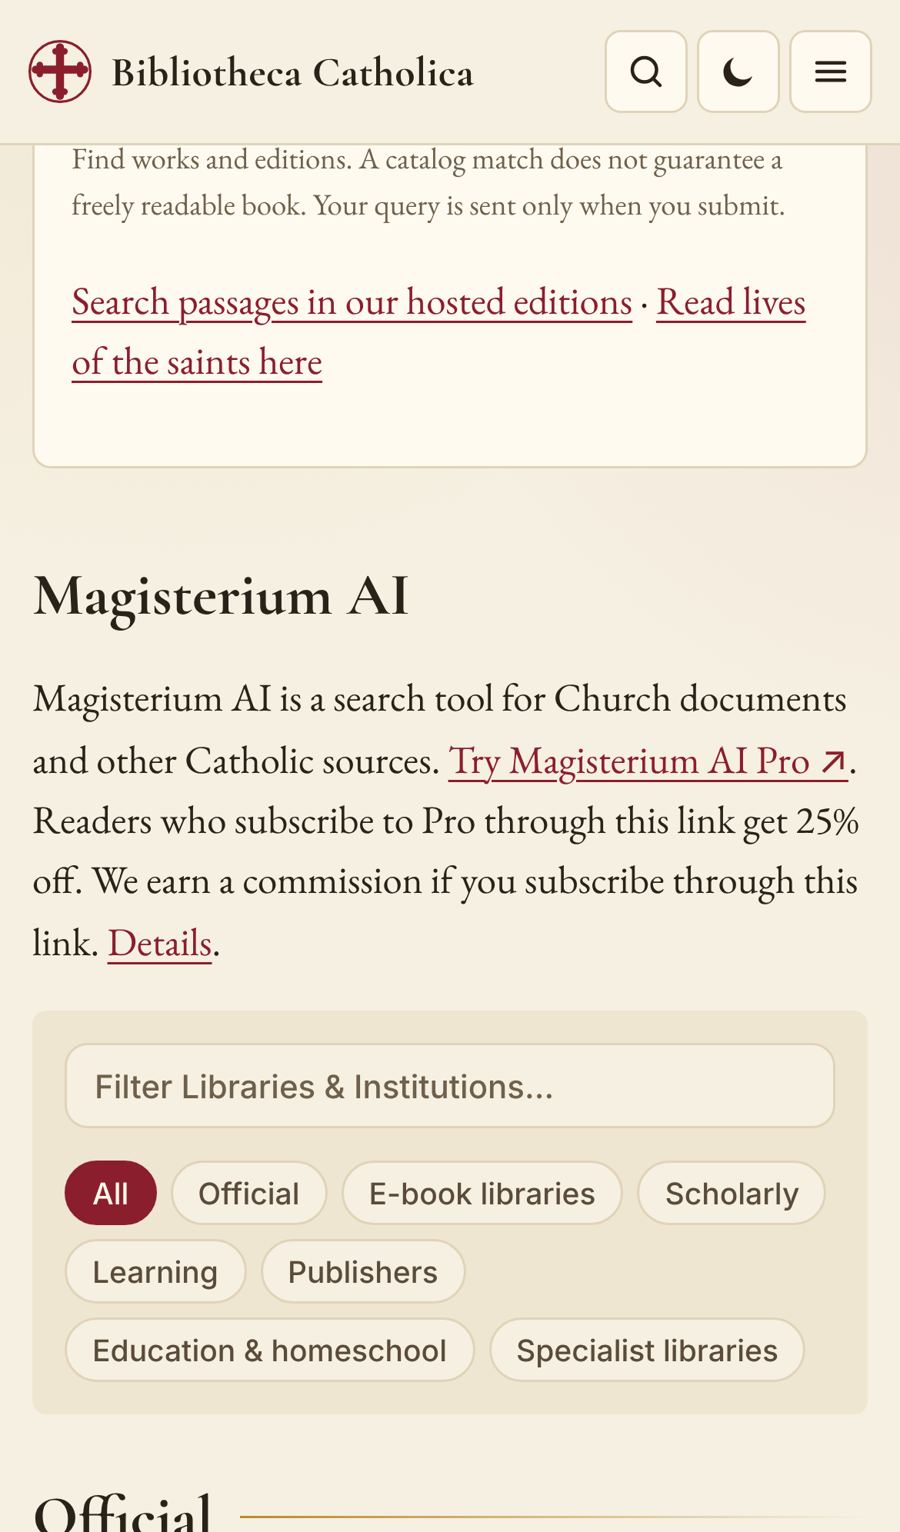 Bibliotheca Catholica
Find works and editions. A catalog match does not guarantee a
freely readable book. Your query is sent only when you submit.
Search passages in our hosted editions · Read lives
of the saints here
Magisterium AI
Magisterium AI is a search tool for Church documents
and other Catholic sources. Try Magisterium AI Pro ↗.
Readers who subscribe to Pro through this link get 25%
off. We earn a commission if you subscribe through this
link. Details.
Filter Libraries & Institutions...
All Official E-book libraries Scholarly
Learning Publishers
Education & homeschool Specialist libraries
Official